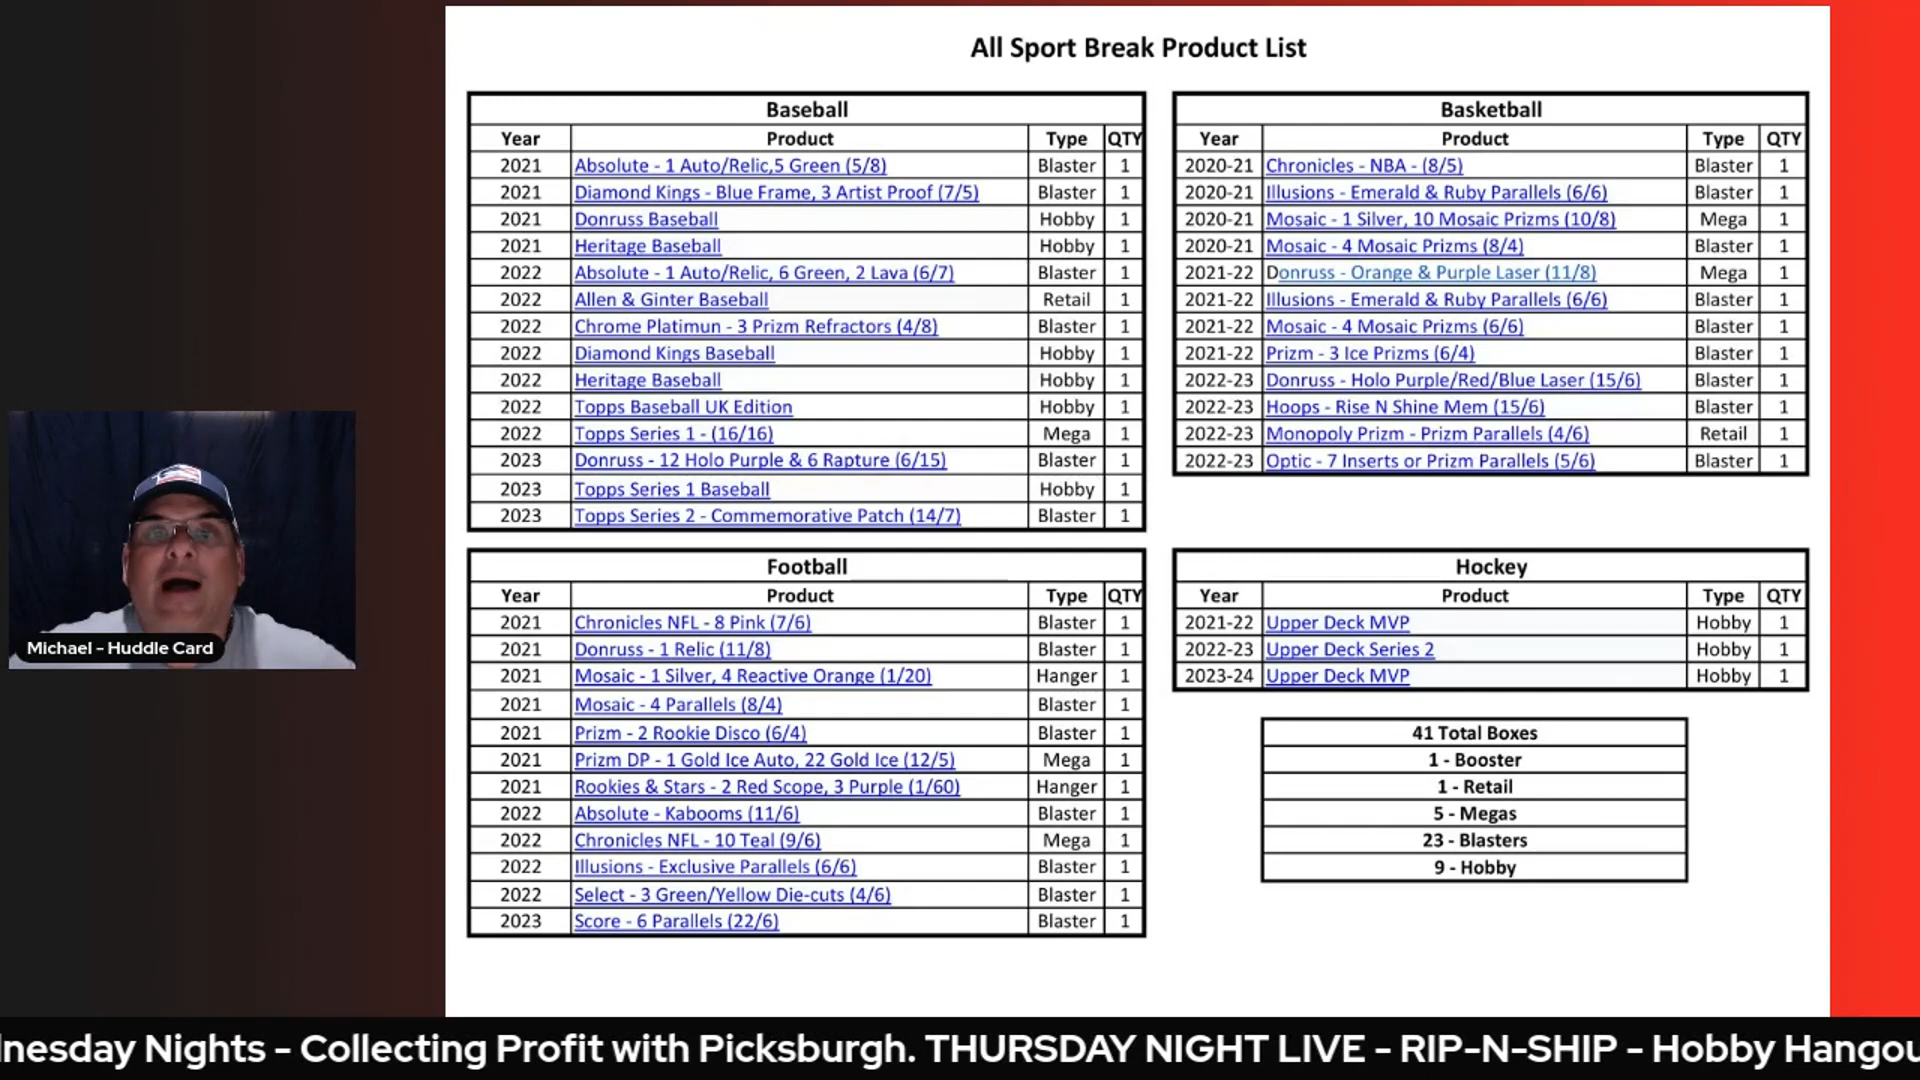 All Sport Break Product List
Baseball
Year Product Type QTY
2021 Absolute - 1 Auto/Relic,5 Green (5/8) Blaster 1
2021 Diamond Kings - Blue Frame, 3 Artist Proof (7/5) Blaster 1
2021 Donruss Baseball Hobby 1
2021 Heritage Baseball Hobby 1
2022 Absolute - 1 Auto/Relic, 6 Green, 2 Lava (6/7) Blaster 1
2022 Allen & Ginter Baseball Retail 1
2022 Chrome Platimun - 3 Prizm Refractors (4/8) Blaster 1
2022 Diamond Kings Baseball Hobby 1
2022 Heritage Baseball Hobby 1
2022 Topps Baseball UK Edition Hobby 1
2022 Topps Series 1 - (16/16) Mega 1
2023 Donruss - 12 Holo Purple & 6 Rapture (6/15) Blaster 1
2023 Topps Series 1 Baseball Hobby 1
2023 Topps Series 2 - Commemorative Patch (14/7) Blaster 1
Basketball
Year Product Type QTY
2020-21 Chronicles - NBA - (8/5) Blaster 1
2020-21 Illusions - Emerald & Ruby Parallels (6/6) Blaster 1
2020-21 Mosaic - 1 Silver, 10 Mosaic Prizms (10/8) Mega 1
2020-21 Mosaic - 4 Mosaic Prizms (8/4) Blaster 1
2021-22 Donruss - Orange & Purple Laser (11/8) Mega 1
2021-22 Illusions - Emerald & Ruby Parallels (6/6) Blaster 1
2021-22 Mosaic - 4 Mosaic Prizms (6/6) Blaster 1
2021-22 Prizm - 3 Ice Prizms (6/4) Blaster 1
2022-23 Donruss - Holo Purple/Red/Blue Laser (15/6) Blaster 1
2022-23 Hoops - Rise N Shine Mem (15/6) Blaster 1
2022-23 Monopoly Prizm - Prizm Parallels (4/6) Retail 1
2022-23 Optic - 7 Inserts or Prizm Parallels (5/6) Blaster 1
Football
Year Product Type QTY
2021 Chronicles NFL - 8 Pink (7/6) Blaster 1
2021 Donruss - 1 Relic (11/8) Blaster 1
2021 Mosaic - 1 Silver, 4 Reactive Orange (1/20) Hanger 1
2021 Mosaic - 4 Parallels (8/4) Blaster 1
2021 Prizm - 2 Rookie Disco (6/4) Blaster 1
2021 Prizm DP - 1 Gold Ice Auto, 22 Gold Ice (12/5) Mega 1
2021 Rookies & Stars - 2 Red Scope, 3 Purple (1/60) Hanger 1
2022 Absolute - Kabooms (11/6) Blaster 1
2022 Chronicles NFL - 10 Teal (9/6) Mega 1
2022 Illusions - Exclusive Parallels (6/6) Blaster 1
2022 Select - 3 Green/Yellow Die-cuts (4/6) Blaster 1
2023 Score - 6 Parallels (22/6) Blaster 1
Hockey
Year Product Type QTY
2021-22 Upper Deck MVP Hobby 1
2022-23 Upper Deck Series 2 Hobby 1
2023-24 Upper Deck MVP Hobby 1
41 Total Boxes
1 - Booster
1 - Retail
5 - Megas
23 - Blasters
9 - Hobby
Michael - Huddle Card
nesday Nights - Collecting Profit with Picksburgh. THURSDAY NIGHT LIVE - RIP-N-SHIP - Hobby Hangou